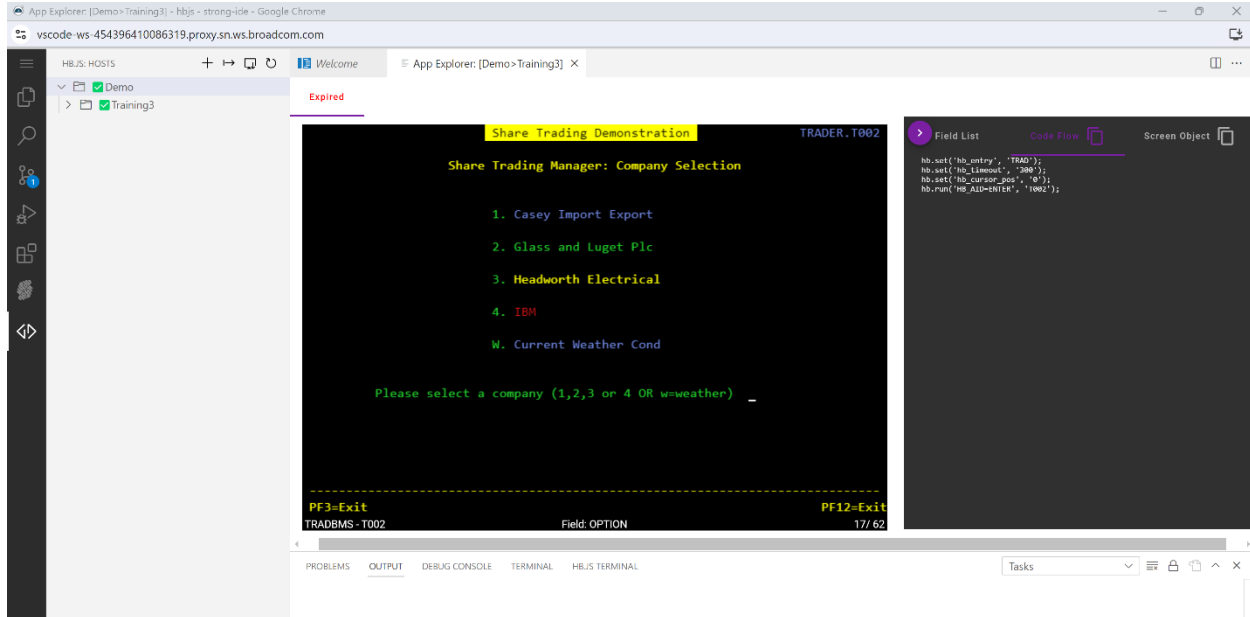 App Explorer: [Demo>Training3] - hbjs - strong-ide - Google Chrome
vscode-ws-454396410086319.proxy.sn.ws.broadcom.com
HBJS: HOSTS
Welcome
App Explorer: [Demo>Training3]
Demo
Training3
1
Expired
Share Trading Demonstration TRADER.T002
Share Trading Manager: Company Selection
1. Casey Import Export
2. Glass and Luget Plc
3. Headworth Electrical
4. IBM
W. Current Weather Cond
Please select a company (1,2,3 or 4 OR w=weather) _
PF3=Exit PF12=Exit
TRADBMS - T002 Field: OPTION 17/ 62
Field List Code Flow Screen Object
hb.set('hb_entry', 'TRAD');
hb.set('hb_timeout', '300');
hb.set('hb_cursor_pos', '0');
hb.run('HB_AID=ENTER', 'T002');
PROBLEMS OUTPUT DEBUG CONSOLE TERMINAL HBJS TERMINAL Tasks